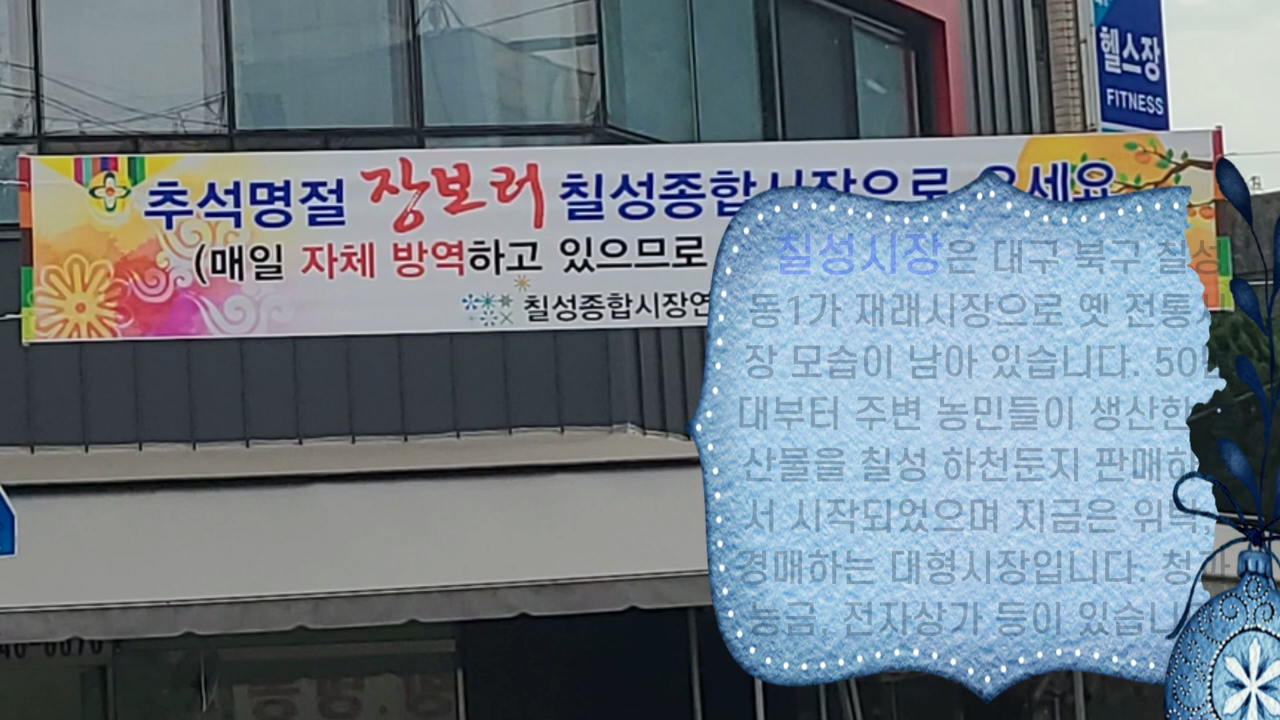 헬스장
FITNESS
추석명절 장보러 칠성종합시장으로 오세요
(매일 자체 방역하고 있으므로
칠성종합시장연
칠성시장은 대구 북구 칠성
동1가 재래시장으로 옛 전통시
장 모습이 남아 있습니다. 50년
대부터 주변 농민들이 생산한
산물을 칠성 하천둔지 판매하
서 시작되었으며 지금은 위탁,
경매하는 대형시장입니다. 청과
농금, 전자상가 등이 있습니